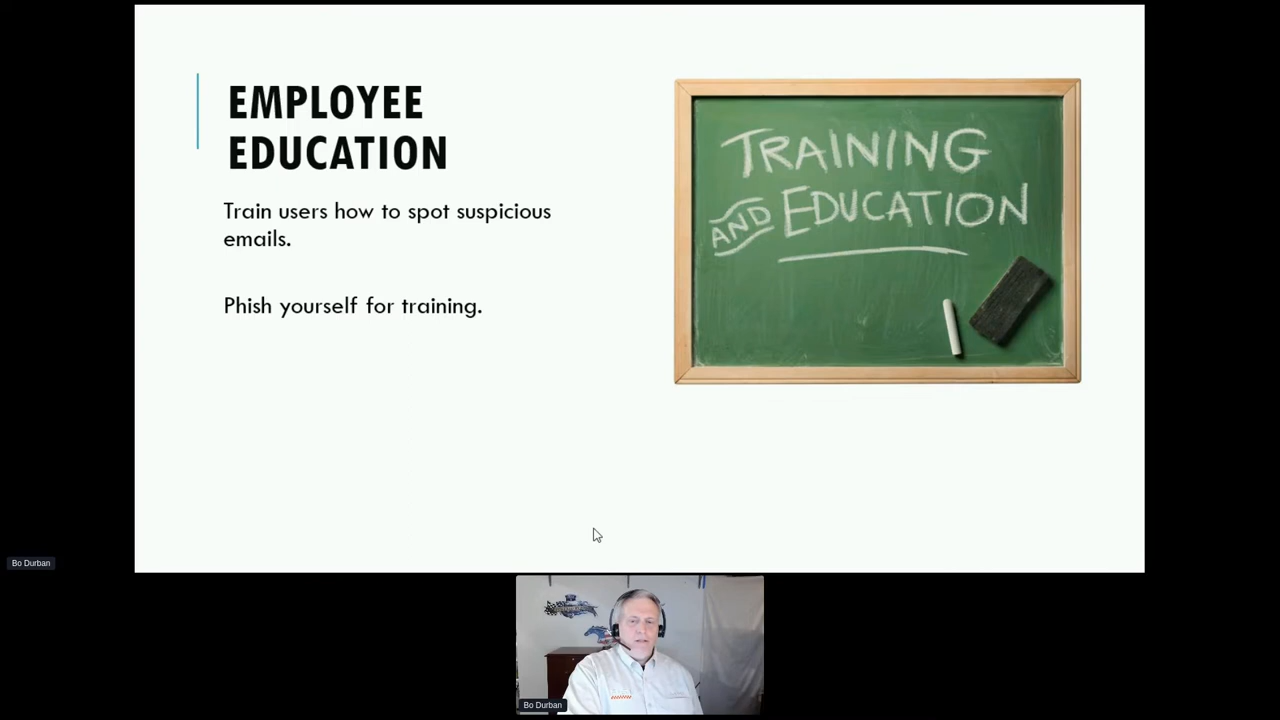 EMPLOYEE
EDUCATION
Train users how to spot suspicious
emails.
Phish yourself for training.
TRAINING
AND EDUCATION
Bo Durban
Bo Durban